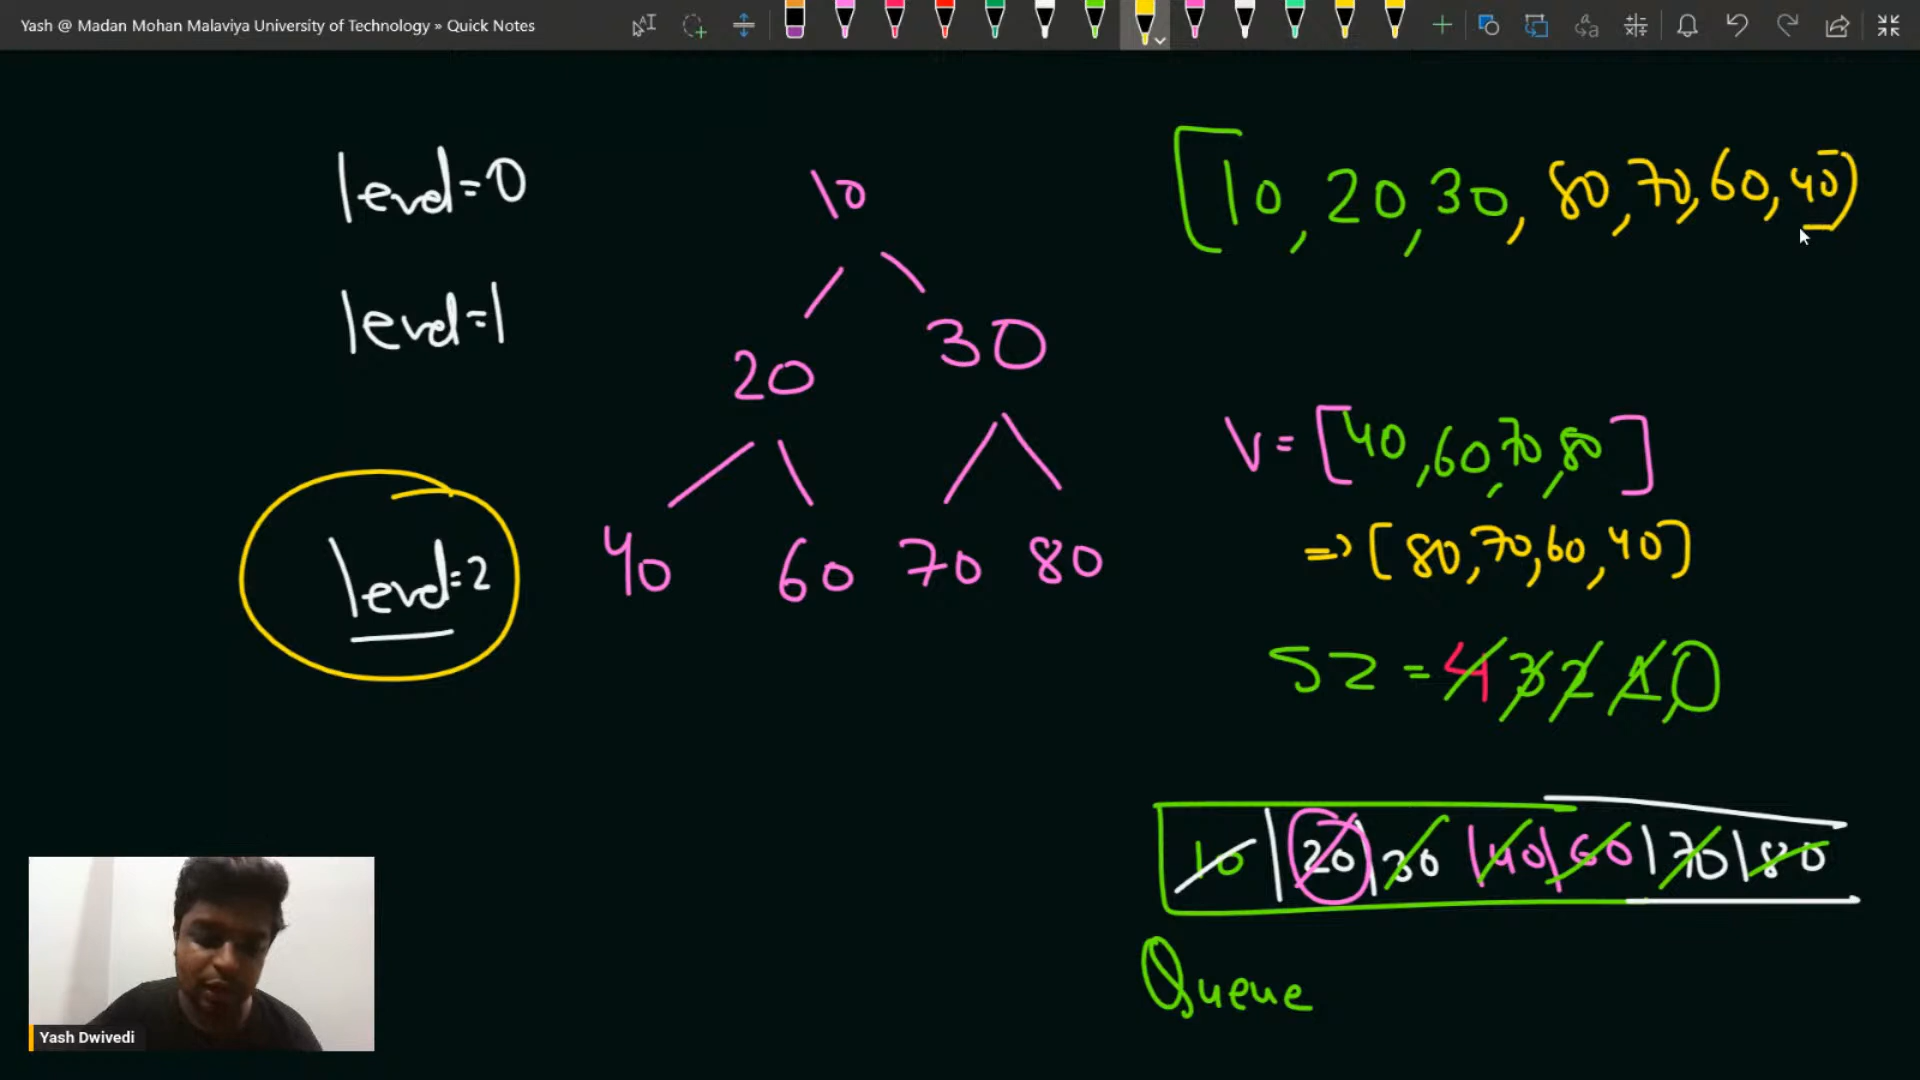 Yash @ Madan Mohan Malaviya University of Technology » Quick Notes
level=0
10
[10, 20, 30, 80, 70, 60, 40]
level=1
20 30
V = [40, 60, 70, 80]
level=2
40 60 70 80
=> [80, 70, 60, 40]
SZ = 4 3 2 1 0
10 | 20 | 30 | 40 | 60 | 70 | 80
Queue
Yash Dwivedi